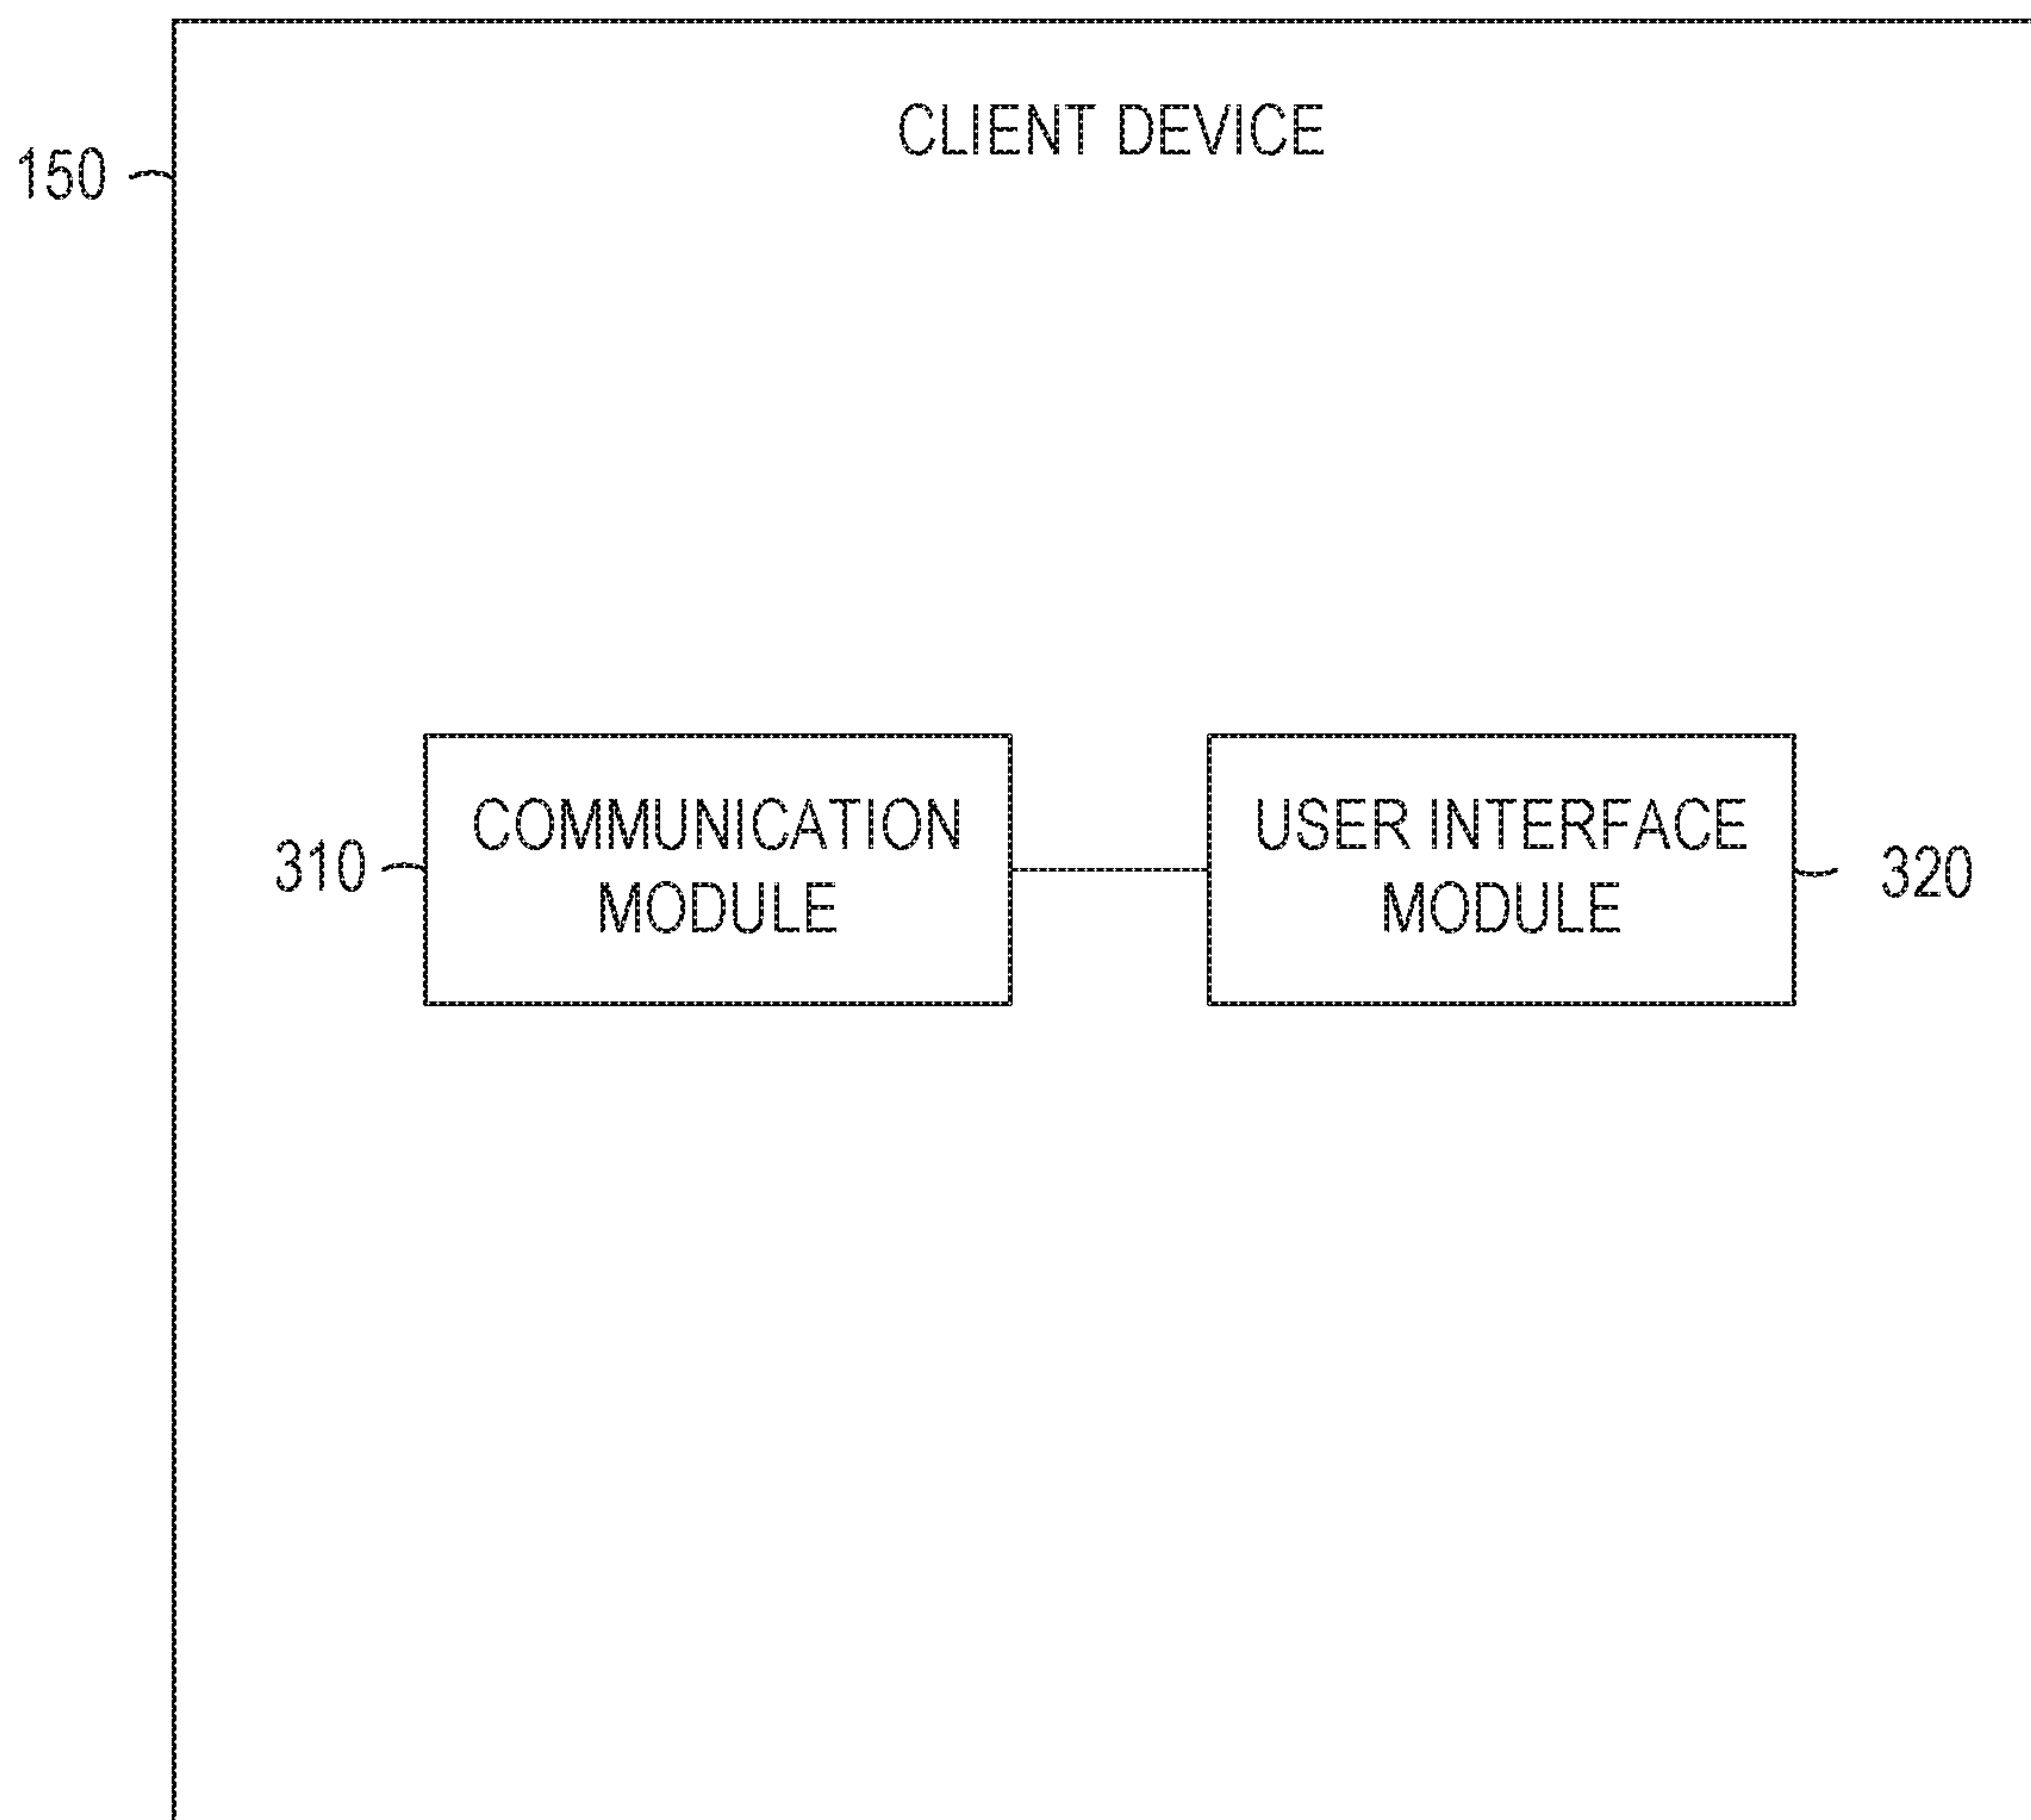 CLIENT DEVICE
150
COMMUNICATION
MODULE
USER INTERFACE
MODULE
310
320